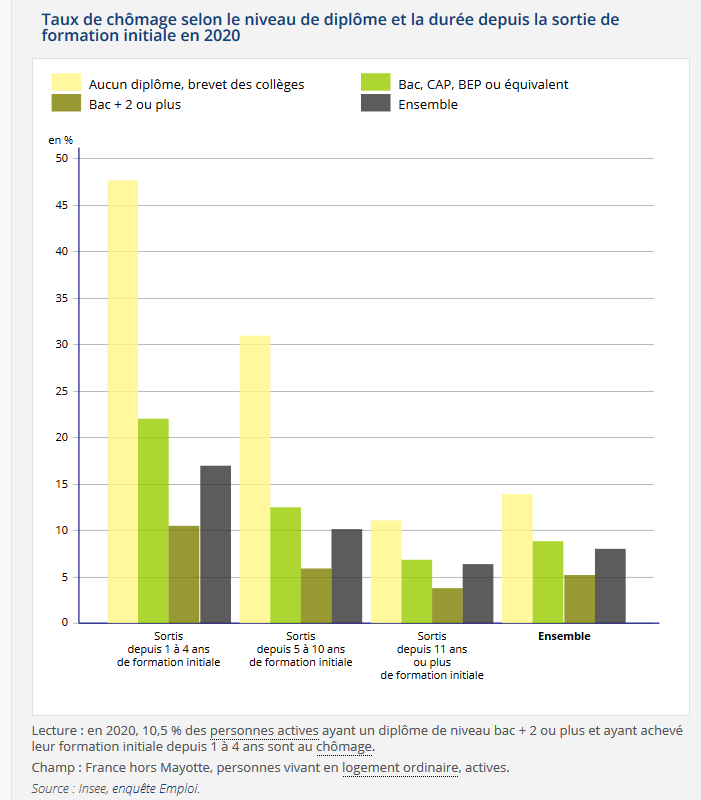 Taux de chômage selon le niveau de diplôme et la durée depuis la sortie de
formation initiale en 2020
Aucun diplôme, brevet des collèges
Bac, CAP, BEP ou équivalent
Bac + 2 ou plus
Ensemble
en %
50
45
40
35
30
25
20
15
10
5
0
Sortis
depuis 1 à 4 ans
de formation initiale
Sortis
depuis 5 à 10 ans
de formation initiale
Sortis
depuis 11 ans
ou plus
de formation initiale
Ensemble
Lecture : en 2020, 10,5 % des personnes actives ayant un diplôme de niveau bac + 2 ou plus et ayant achevé
leur formation initiale depuis 1 à 4 ans sont au chômage.
Champ : France hors Mayotte, personnes vivant en logement ordinaire, actives.
Source : Insee, enquête Emploi.